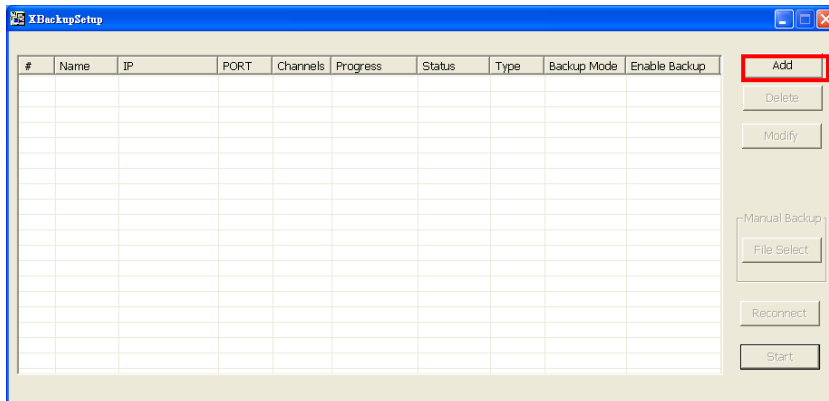 XBackupSetup
# Name IP PORT Channels Progress Status Type Backup Mode Enable Backup
Add
Delete
Modify
Manual Backup
File Select
Reconnect
Start